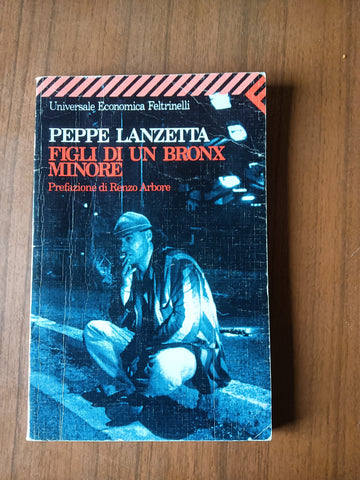 Universale Economica Feltrinelli
PEPPE LANZETTA
FIGLI DI UN BRONX
MINORE
Prefazione di Renzo Arbore